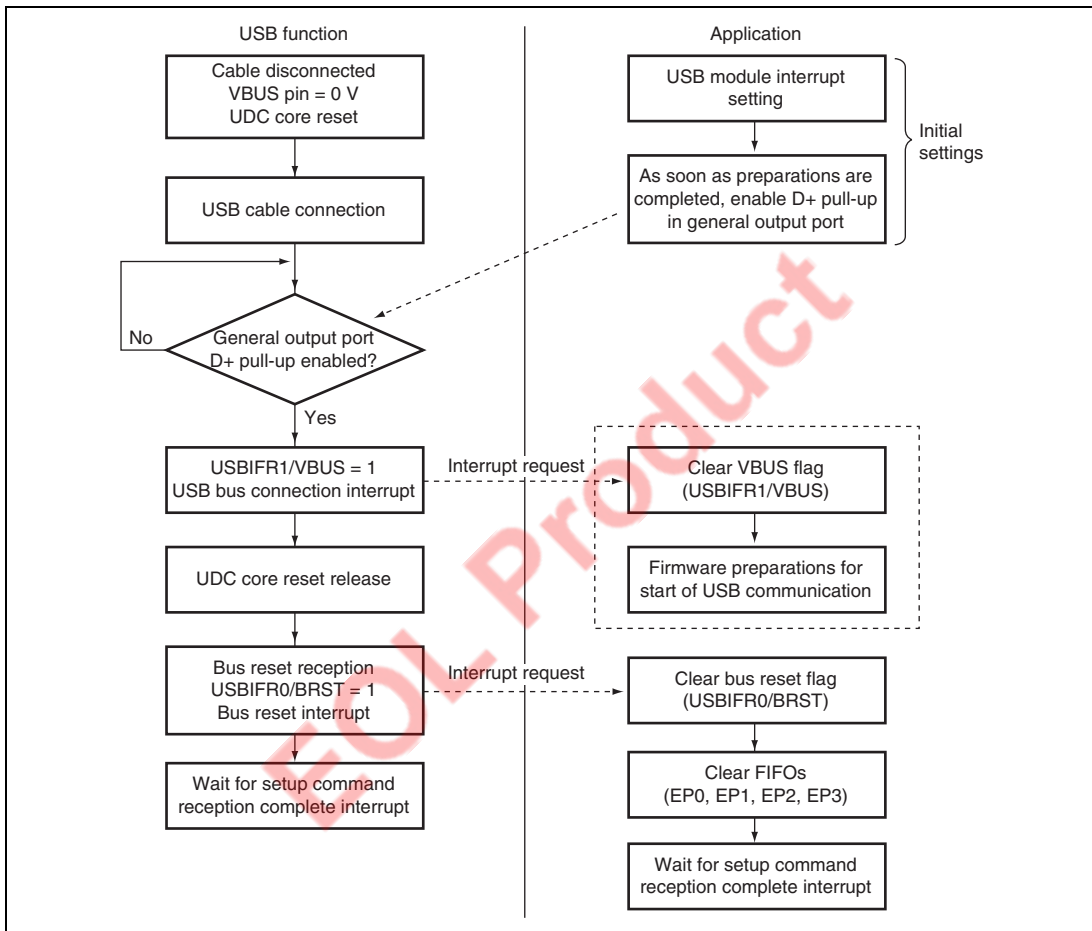 USB function
Cable disconnected
VBUS pin = 0 V
UDC core reset
USB cable connection
No
General output port
D+ pull-up enabled?
Yes
USBIFR1/VBUS = 1
USB bus connection interrupt
Interrupt request
UDC core reset release
Bus reset reception
USBIFR0/BRST = 1
Bus reset interrupt
Interrupt request
Wait for setup command
reception complete interrupt
Application
USB module interrupt
setting
As soon as preparations are
completed, enable D+ pull-up
in general output port
Initial
settings
Clear VBUS flag
(USBIFR1/VBUS)
Firmware preparations for
start of USB communication
Clear bus reset flag
(USBIFR0/BRST)
Clear FIFOs
(EP0, EP1, EP2, EP3)
Wait for setup command
reception complete interrupt
EOL Product